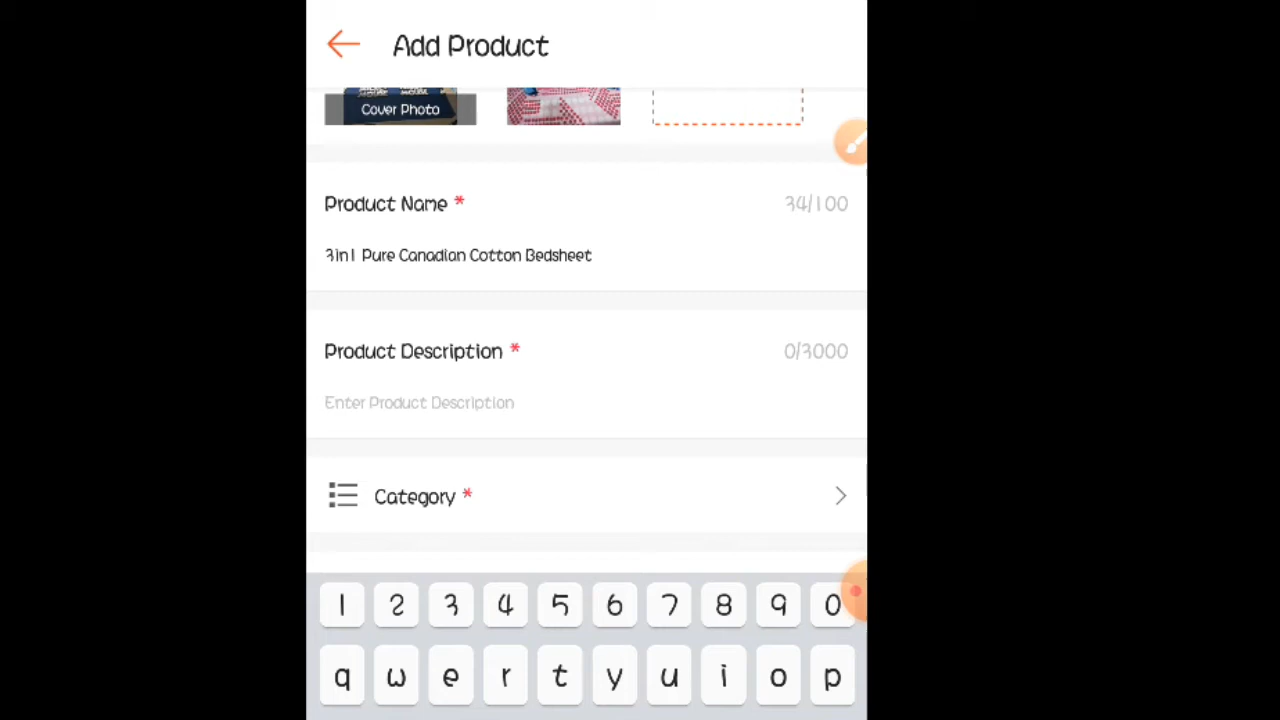 Add Product
Cover Photo
Product Name *
34/100
3in1 Pure Canadian Cotton Bedsheet
Product Description *
0/3000
Enter Product Description
Category *
1 2 3 4 5 6 7 8 9 0
q w e r t y u i o p